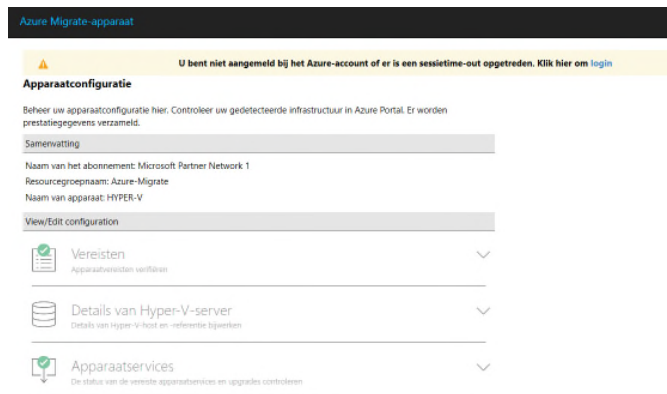 Azure Migrate-apparaat
U bent niet aangemeld bij het Azure-account of er is een sessietime-out opgetreden. Klik hier om login
Apparaatconfiguratie
Beheer uw apparaatconfiguratie hier. Controleer uw gedetecteerde infrastructuur in Azure Portal. Er worden
prestatiegegevens verzameld.
Samenvatting
Naam van het abonnement: Microsoft Partner Network 1
Resourcegroepnaam: Azure-Migrate
Naam van apparaat: HYPER-V
View/Edit configuration
Vereisten
Apparaatvereisten verifiëren
Details van Hyper-V-server
Details van Hyper-V-host en -referentie bijwerken
Apparaatservices
De status van de vereiste apparaatservices en upgrades controleren